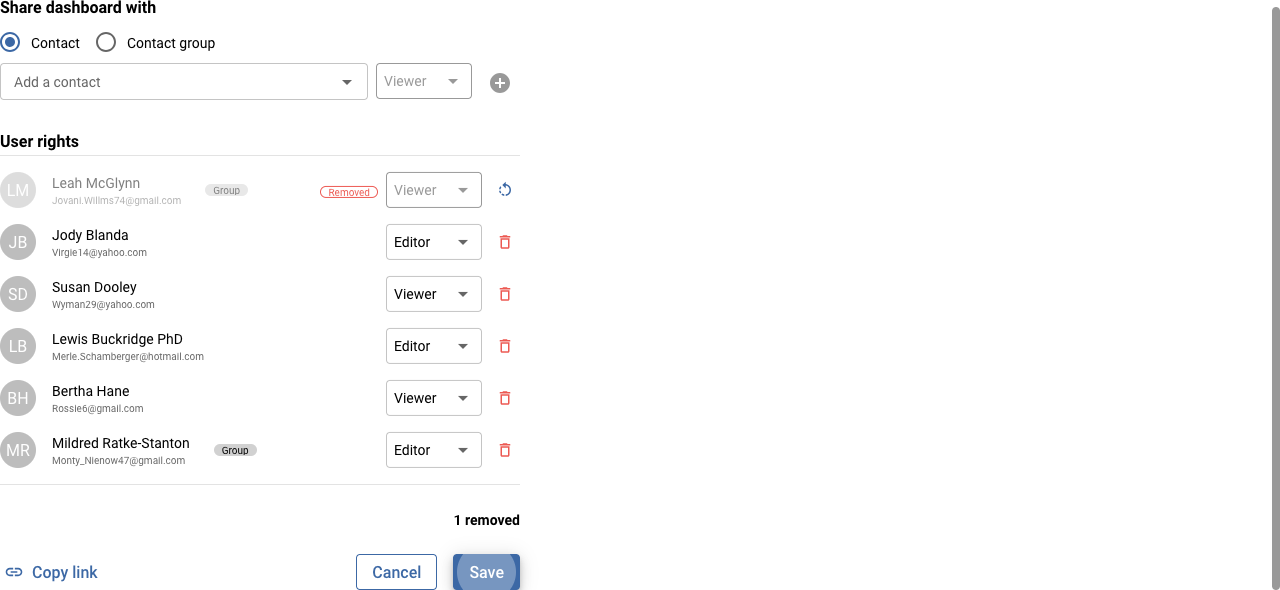 Share dashboard with
Contact Contact group
Add a contact Viewer
User rights
LM Leah McGlynn Group Removed Viewer
Jovani.Willms74@gmail.com
JB Jody Blanda Editor
Virgie14@yahoo.com
SD Susan Dooley Viewer
Wyman29@yahoo.com
LB Lewis Buckridge PhD Editor
Merle.Schamberger@hotmail.com
BH Bertha Hane Viewer
Rossie6@gmail.com
MR Mildred Ratke-Stanton Group Editor
Monty_Nienow47@gmail.com
1 removed
Copy link Cancel Save